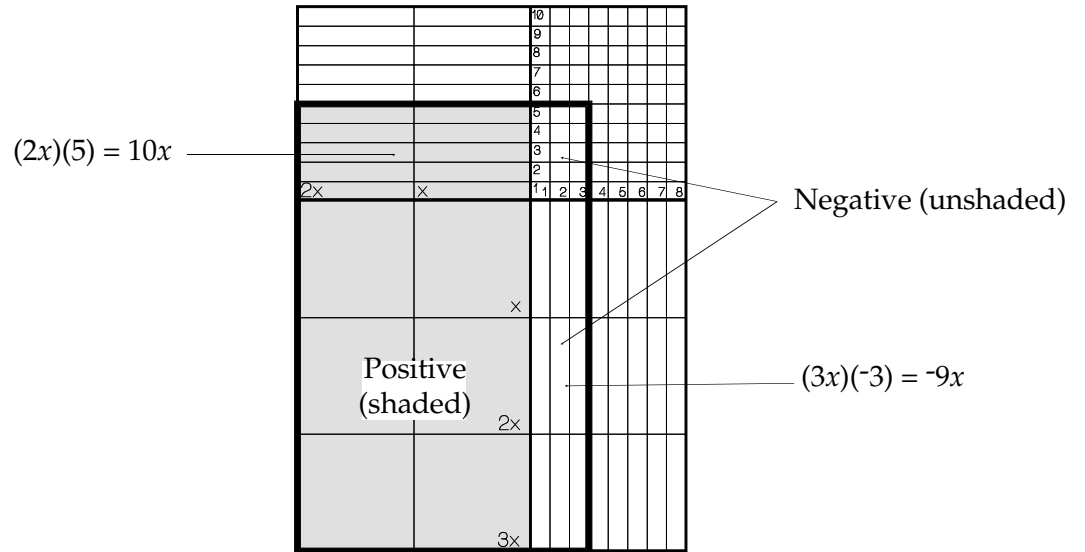 10
9
8
7
6
5
4
(2x)(5) = 10x
3
2
2x x 1 1 2 3 4 5 6 7 8
Negative (unshaded)
x
Positive
(shaded)
(3x)(-3) = -9x
2x
3x